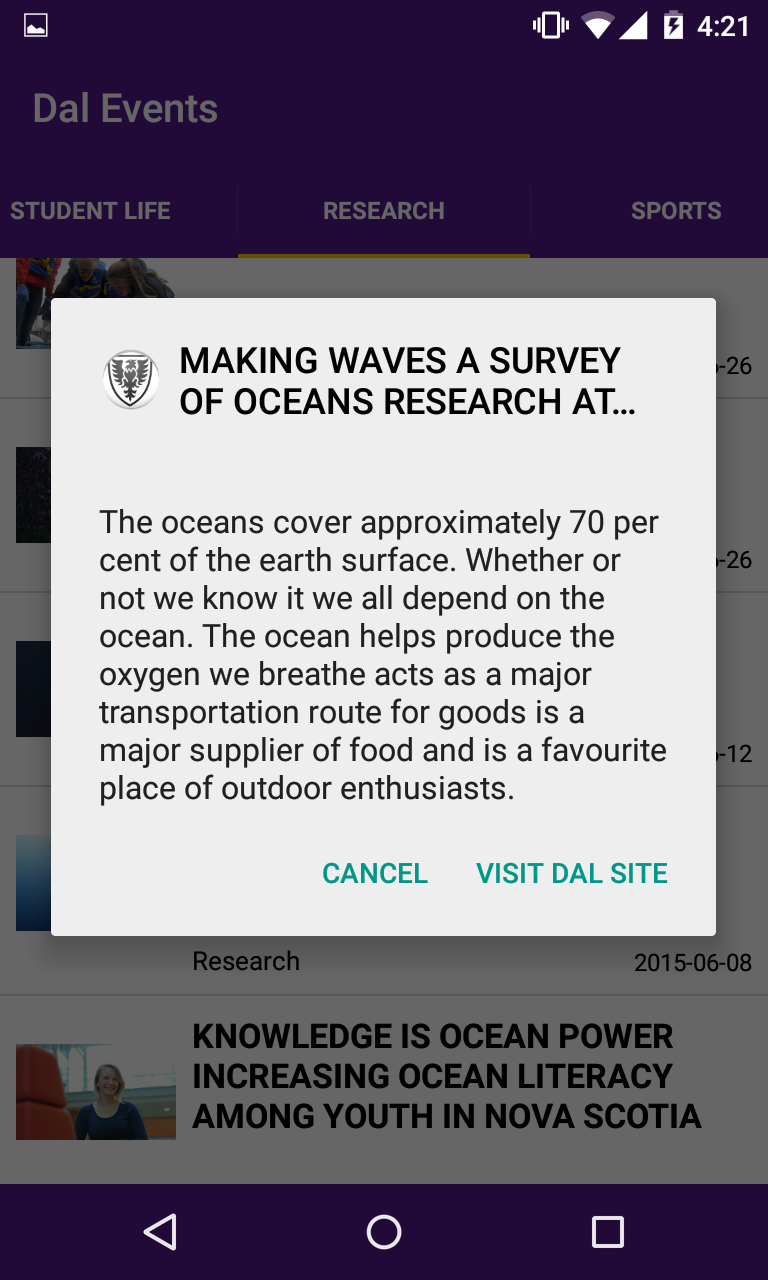 4:21
Dal Events
STUDENT LIFE
RESEARCH
SPORTS
-26
MAKING WAVES A SURVEY
OF OCEANS RESEARCH AT...
-26
The oceans cover approximately 70 per
cent of the earth surface. Whether or
not we know it we all depend on the
ocean. The ocean helps produce the
oxygen we breathe acts as a major
transportation route for goods is a
major supplier of food and is a favourite
place of outdoor enthusiasts.
-12
CANCEL
VISIT DAL SITE
Research
2015-06-08
KNOWLEDGE IS OCEAN POWER
INCREASING OCEAN LITERACY
AMONG YOUTH IN NOVA SCOTIA